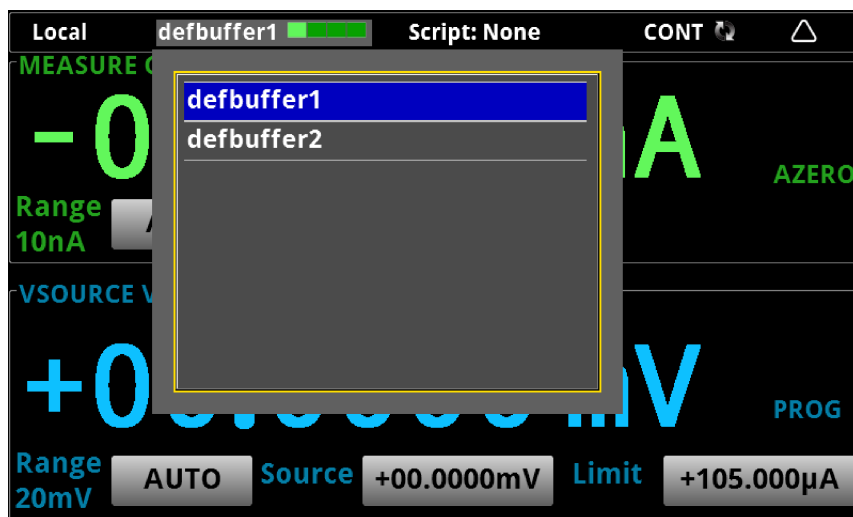 Local defbuffer1 Script: None CONT
MEASURE
defbuffer1
defbuffer2
-0 A
AZERO
Range
10nA
VSOURCE V
+0 mV
PROG
Range
20mV
AUTO Source +00.0000mV Limit +105.000µA